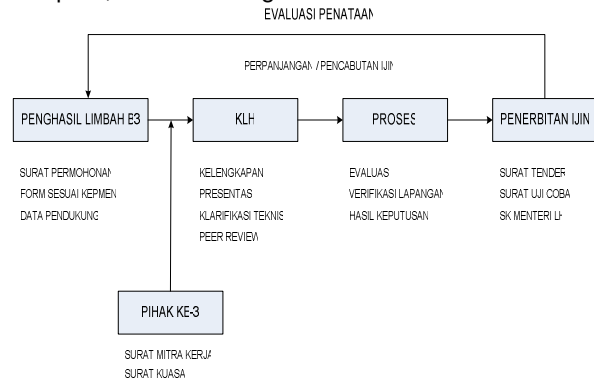 EVALUASI PENATAAN
PERPANJANGAN / PENCABUTAN IJIN
PENGHASIL LIMBAH B3
KLH
PROSES
PENERBITAN IJIN
SURAT PERMOHONAN
FORM SESUAI KEPMEN
DATA PENDUKUNG
KELENGKAPAN
PRESENTAS
KLARIFIKASI TEKNIS
PEER REVIEW
EVALUAS
VERIFIKASI LAPANGAN
HASIL KEPUTUSAN
SURAT TENDER
SURAT UJI COBA
SK MENTERI LH
PIHAK KE-3
SURAT MITRA KERJA
SURAT KUASA